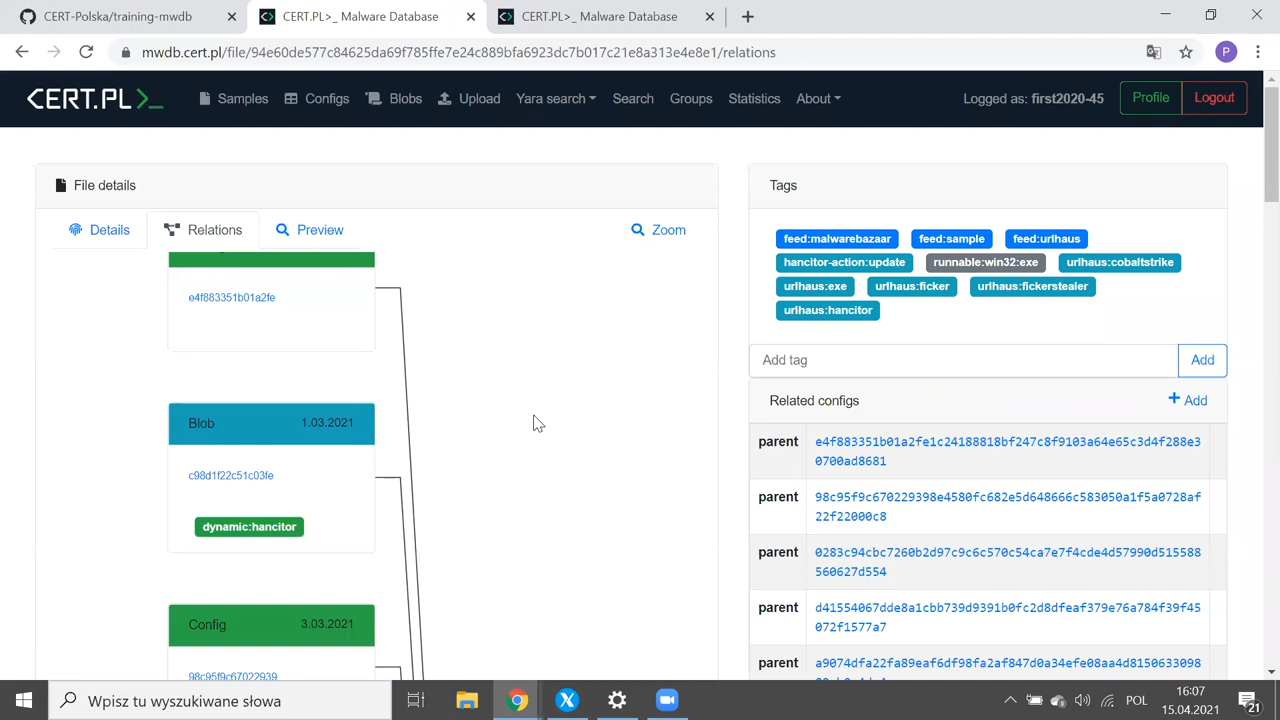 CERT-Polska/training-mwdb
CERT.PL>_ Malware Database
CERT.PL>_ Malware Database
mwdb.cert.pl/file/94e60de577c84625da69f785ffe7e24c889bfa6923dc7b017c21e8a313e4e8e1/relations
P
CERT.PL>_
Samples
Configs
Blobs
Upload
Yara search
Search
Groups
Statistics
About
Logged as: first2020-45
Profile
Logout
File details
Details
Relations
Preview
Zoom
e4f883351b01a2fe
Blob 1.03.2021
c98d1f22c51c03fe
dynamic:hancitor
Config 3.03.2021
98c95f9c67022939
Tags
feed:malwarebazaar feed:sample feed:urlhaus
hancitor-action:update runnable:win32:exe urlhaus:cobaltstrike
urlhaus:exe urlhaus:ficker urlhaus:fickerstealer
urlhaus:hancitor
Add tag
Add
Related configs
+ Add
parent e4f883351b01a2fe1c24188818bf247c8f9103a64e65c3d4f288e3
0700ad8681
parent 98c95f9c670229398e4580fc682e5d648666c583050a1f5a0728af
22f22000c8
parent 0283c94cbc7260b2d97c9c6c570c54ca7e7f4cde4d57990d515588
560627d554
parent d41554067dde8a1cbb739d9391b0fc2d8dfeaf379e76a784f39f45
072f1577a7
parent a9074dfa22fa89eaf6df98fa2af847d0a34efe08aa4d8150633098
Wpisz tu wyszukiwane słowa
POL
16:07
15.04.2021
21